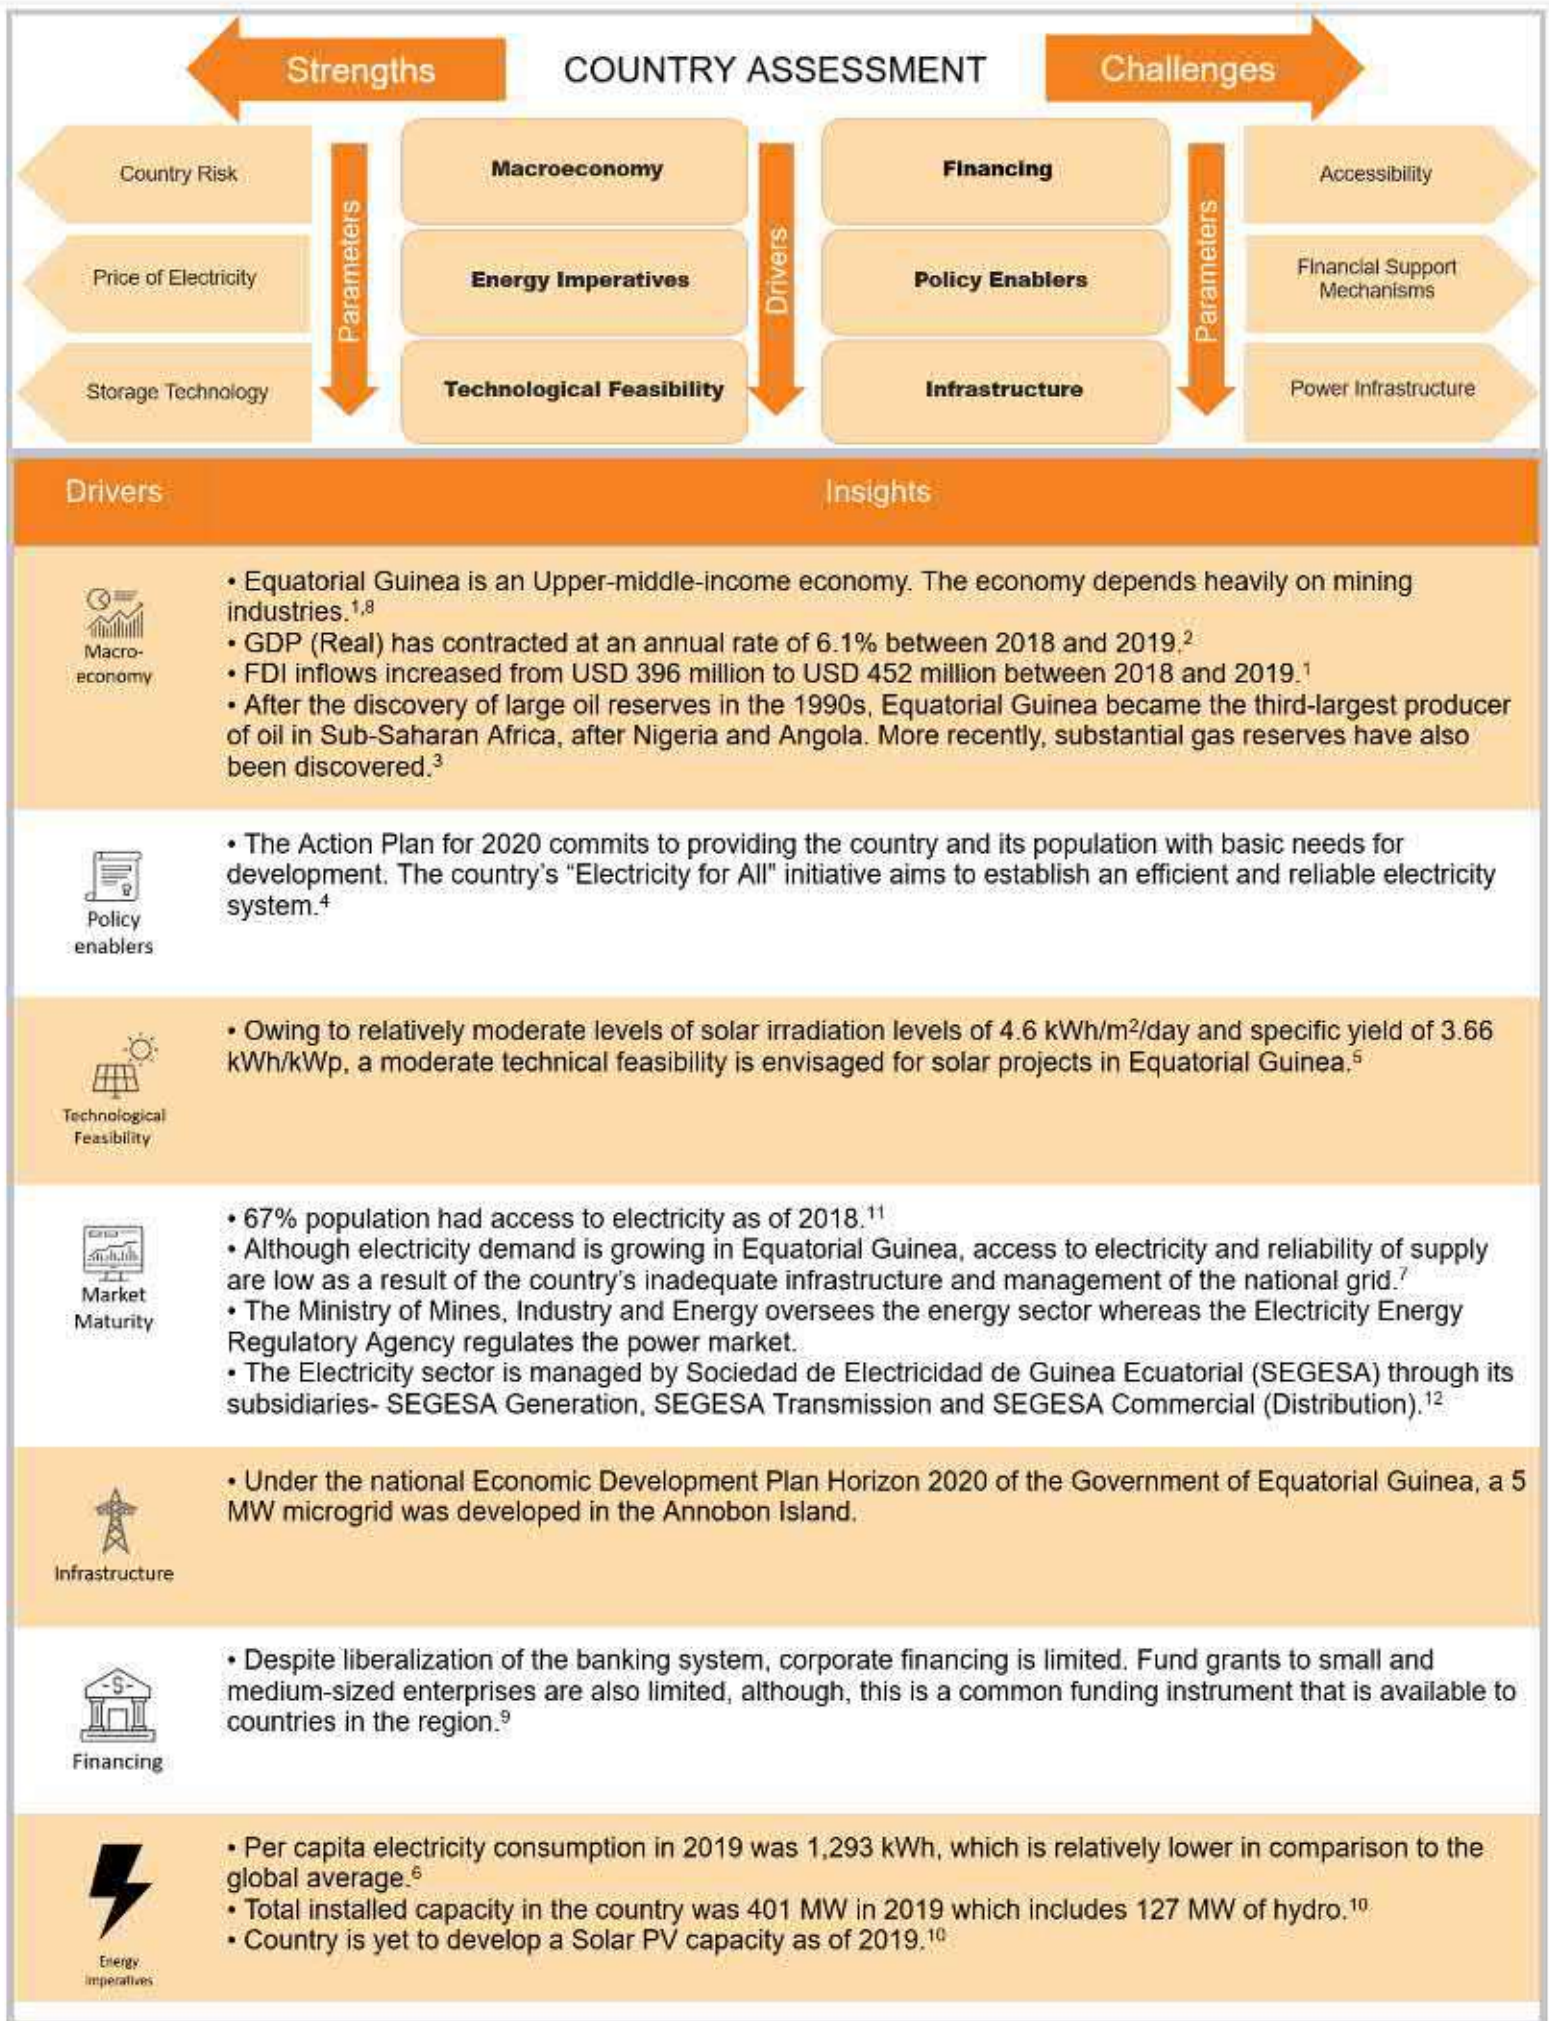 Strengths
COUNTRY ASSESSMENT
Challenges
Country Risk
Macroeconomy
Financing
Accessibility
Parameters
Drivers
Parameters
Price of Electricity
Energy Imperatives
Policy Enablers
Financial Support
Mechanisms
Storage Technology
Technological Feasibility
Infrastructure
Power Infrastructure
Drivers
Insights
Macro-
economy
• Equatorial Guinea is an Upper-middle-income economy. The economy depends heavily on mining
industries.1,8
• GDP (Real) has contracted at an annual rate of 6.1% between 2018 and 2019.2
• FDI inflows increased from USD 396 million to USD 452 million between 2018 and 2019.1
• After the discovery of large oil reserves in the 1990s, Equatorial Guinea became the third-largest producer
of oil in Sub-Saharan Africa, after Nigeria and Angola. More recently, substantial gas reserves have also
been discovered.3
Policy
enablers
• The Action Plan for 2020 commits to providing the country and its population with basic needs for
development. The country's “Electricity for All” initiative aims to establish an efficient and reliable electricity
system.4
Technological
Feasibility
• Owing to relatively moderate levels of solar irradiation levels of 4.6 kWh/m2/day and specific yield of 3.66
kWh/kWp, a moderate technical feasibility is envisaged for solar projects in Equatorial Guinea.5
Market
Maturity
• 67% population had access to electricity as of 2018.11
• Although electricity demand is growing in Equatorial Guinea, access to electricity and reliability of supply
are low as a result of the country's inadequate infrastructure and management of the national grid.7
• The Ministry of Mines, Industry and Energy oversees the energy sector whereas the Electricity Energy
Regulatory Agency regulates the power market.
• The Electricity sector is managed by Sociedad de Electricidad de Guinea Ecuatorial (SEGESA) through its
subsidiaries- SEGESA Generation, SEGESA Transmission and SEGESA Commercial (Distribution).12
Infrastructure
• Under the national Economic Development Plan Horizon 2020 of the Government of Equatorial Guinea, a 5
MW microgrid was developed in the Annobon Island.
Financing
• Despite liberalization of the banking system, corporate financing is limited. Fund grants to small and
medium-sized enterprises are also limited, although, this is a common funding instrument that is available to
countries in the region.9
Energy
Imperatives
• Per capita electricity consumption in 2019 was 1,293 kWh, which is relatively lower in comparison to the
global average.6
• Total installed capacity in the country was 401 MW in 2019 which includes 127 MW of hydro.10
• Country is yet to develop a Solar PV capacity as of 2019.10